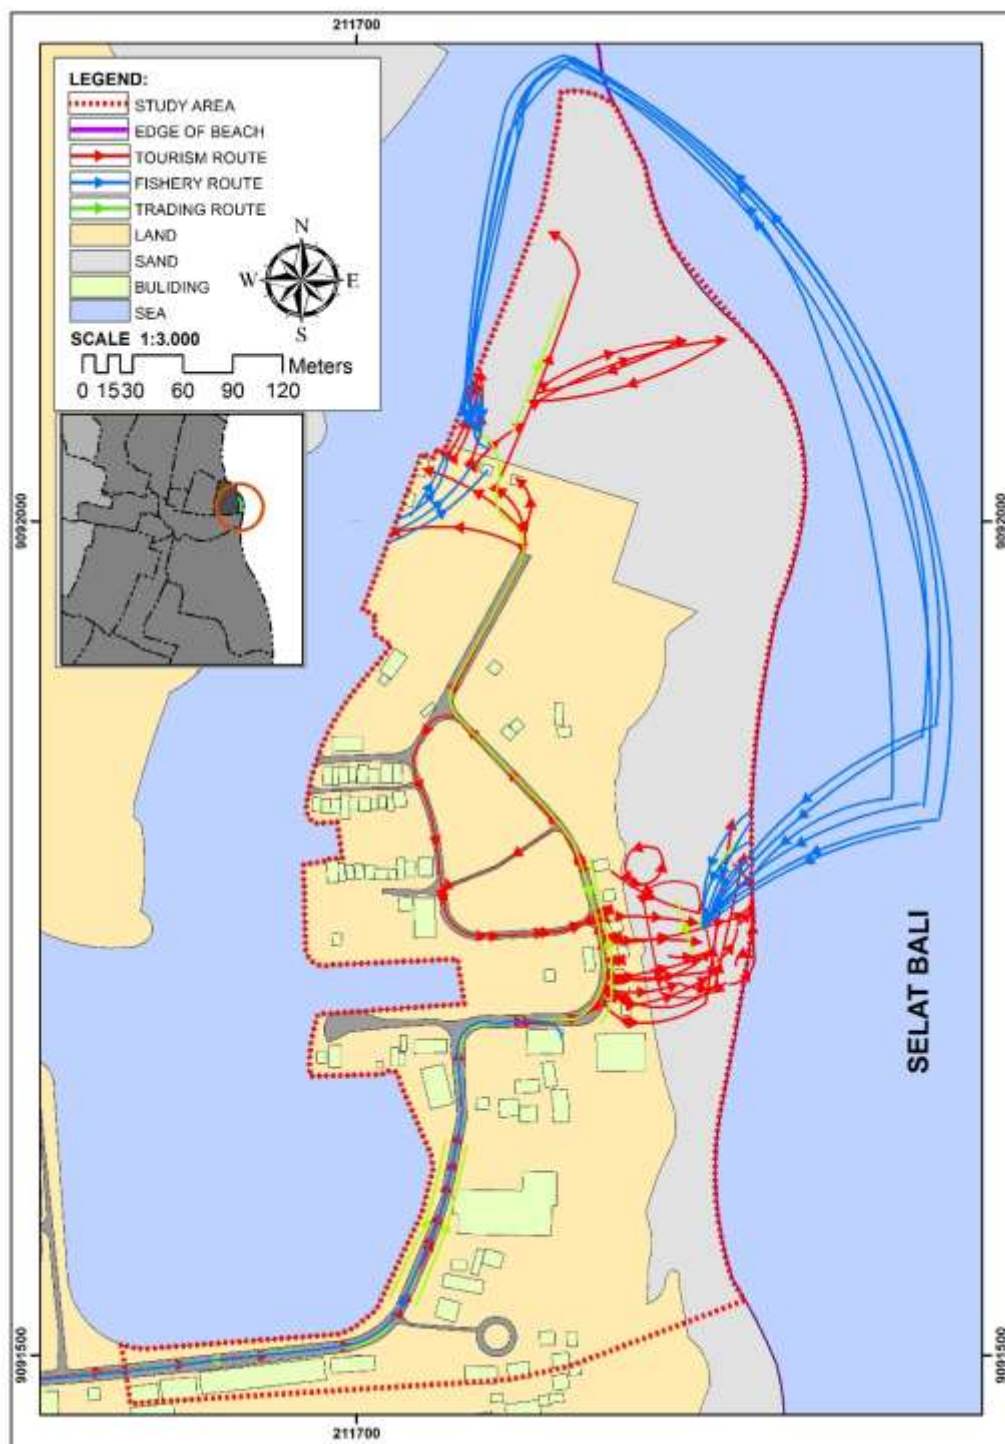 211700
LEGEND:
STUDY AREA
EDGE OF BEACH
TOURISM ROUTE
FISHERY ROUTE
TRADING ROUTE
LAND
SAND
BULIDING
SEA
N
W E
S
SCALE 1:3.000
Meters
0 15 30 60 90 120
9092000
9092000
SELAT BALI
9091500
9091500
211700